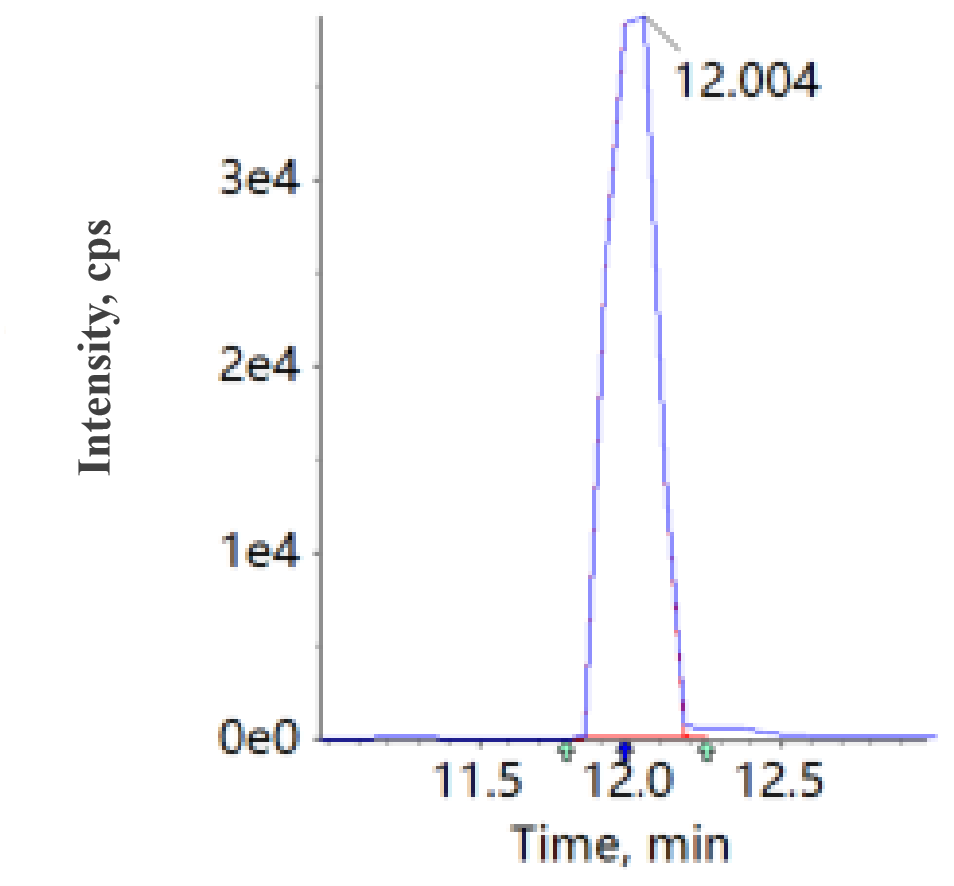 12.004
3e4
2e4
1e4
0e0
Intensity, cps
11.5 12.0 12.5
Time, min